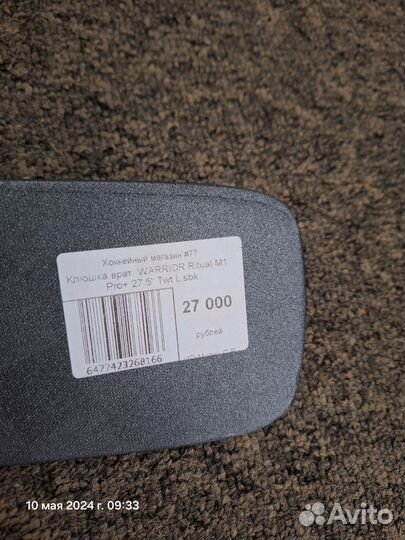 Хоккейный магазин #77
Клюшка врат. WARRIOR Ritual M1
Pro+ 27.5" Twt L sbk
27 000
рублей
6477423268166
10 мая 2024 г. 09:33
Avito